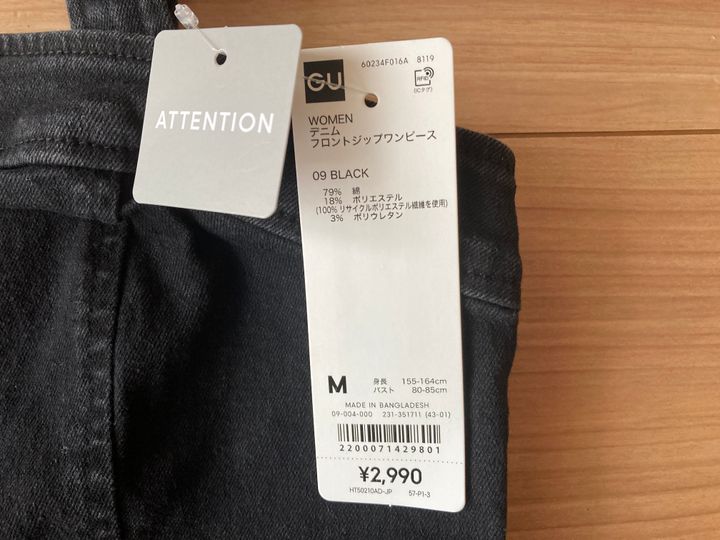 ATTENTION
60234F016A 8119
GU
RFID
(ICタグ)
WOMEN
デニム
フロントジップワンピース
09 BLACK
79% 綿
18% ポリエステル
(100% リサイクルポリエステル繊維を使用)
3% ポリウレタン
M 身長 155-164cm
バスト 80-85cm
MADE IN BANGLADESH
09-004-000 231-351711 (43-01)
2200071429801
¥2,990
HT50210AD-JP 57-P1-3